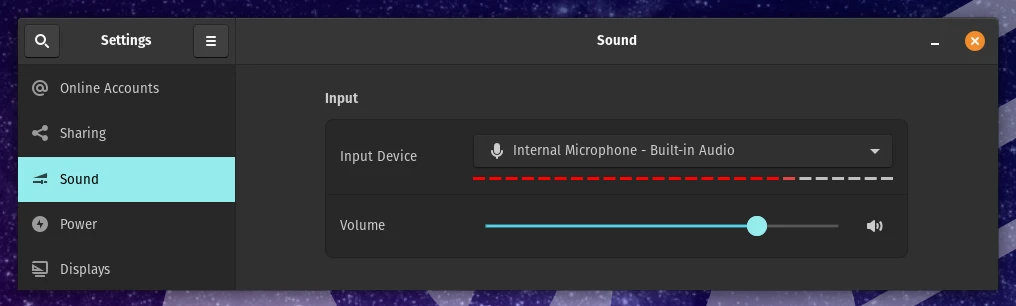 Settings
Sound
Online Accounts
Sharing
Sound
Power
Displays
Input
Input Device
Internal Microphone - Built-in Audio
Volume